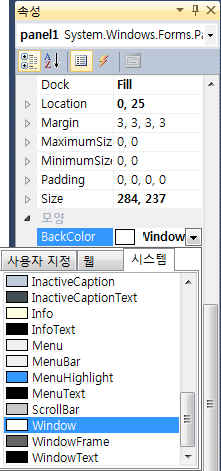 속성
panel1 System.Windows.Forms.Pa
Dock Fill
Location 0, 25
Margin 3, 3, 3, 3
MaximumSiz 0, 0
MinimumSiz 0, 0
Padding 0, 0, 0, 0
Size 284, 237
모양
BackColor Window
사용자 지정 웹 시스템
InactiveCaption
InactiveCaptionText
Info
InfoText
Menu
MenuBar
MenuHighlight
MenuText
ScrollBar
Window
WindowFrame
WindowText